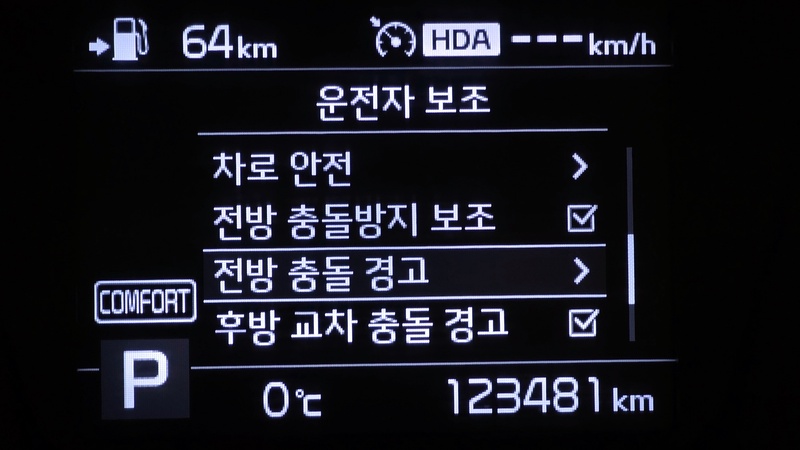 64km HDA ---km/h
운전자 보조
차로 안전
전방 충돌방지 보조
전방 충돌 경고
COMFORT
후방 교차 충돌 경고
P
0℃ 123481km